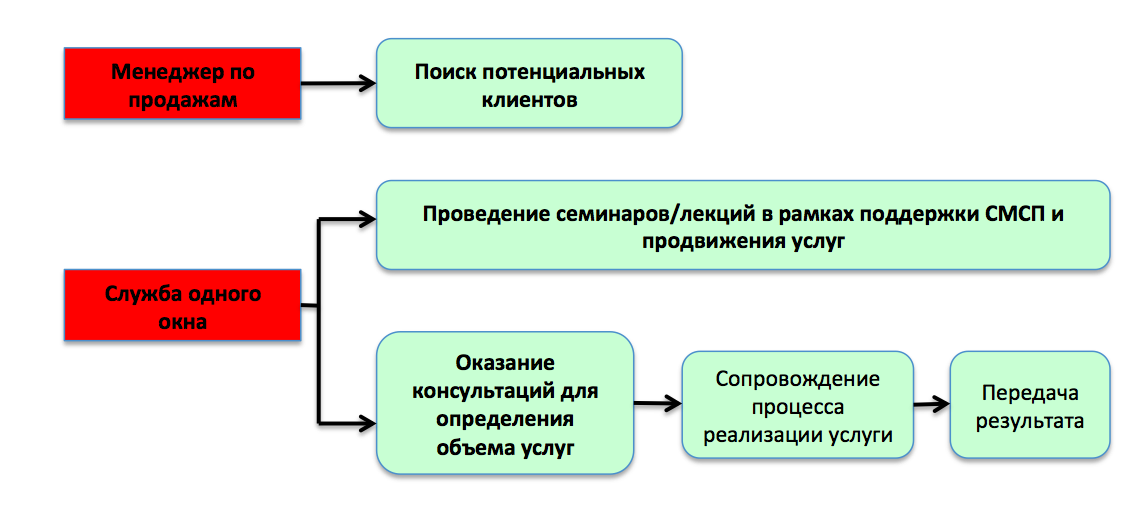 Менеджер по
продажам
Поиск потенциальных
клиентов
Проведение семинаров/лекций в рамках поддержки СМСП и
продвижения услуг
Служба одного
окна
Оказание
консультаций для
определения
объема услуг
Сопровождение
процесса
реализации услуги
Передача
результата